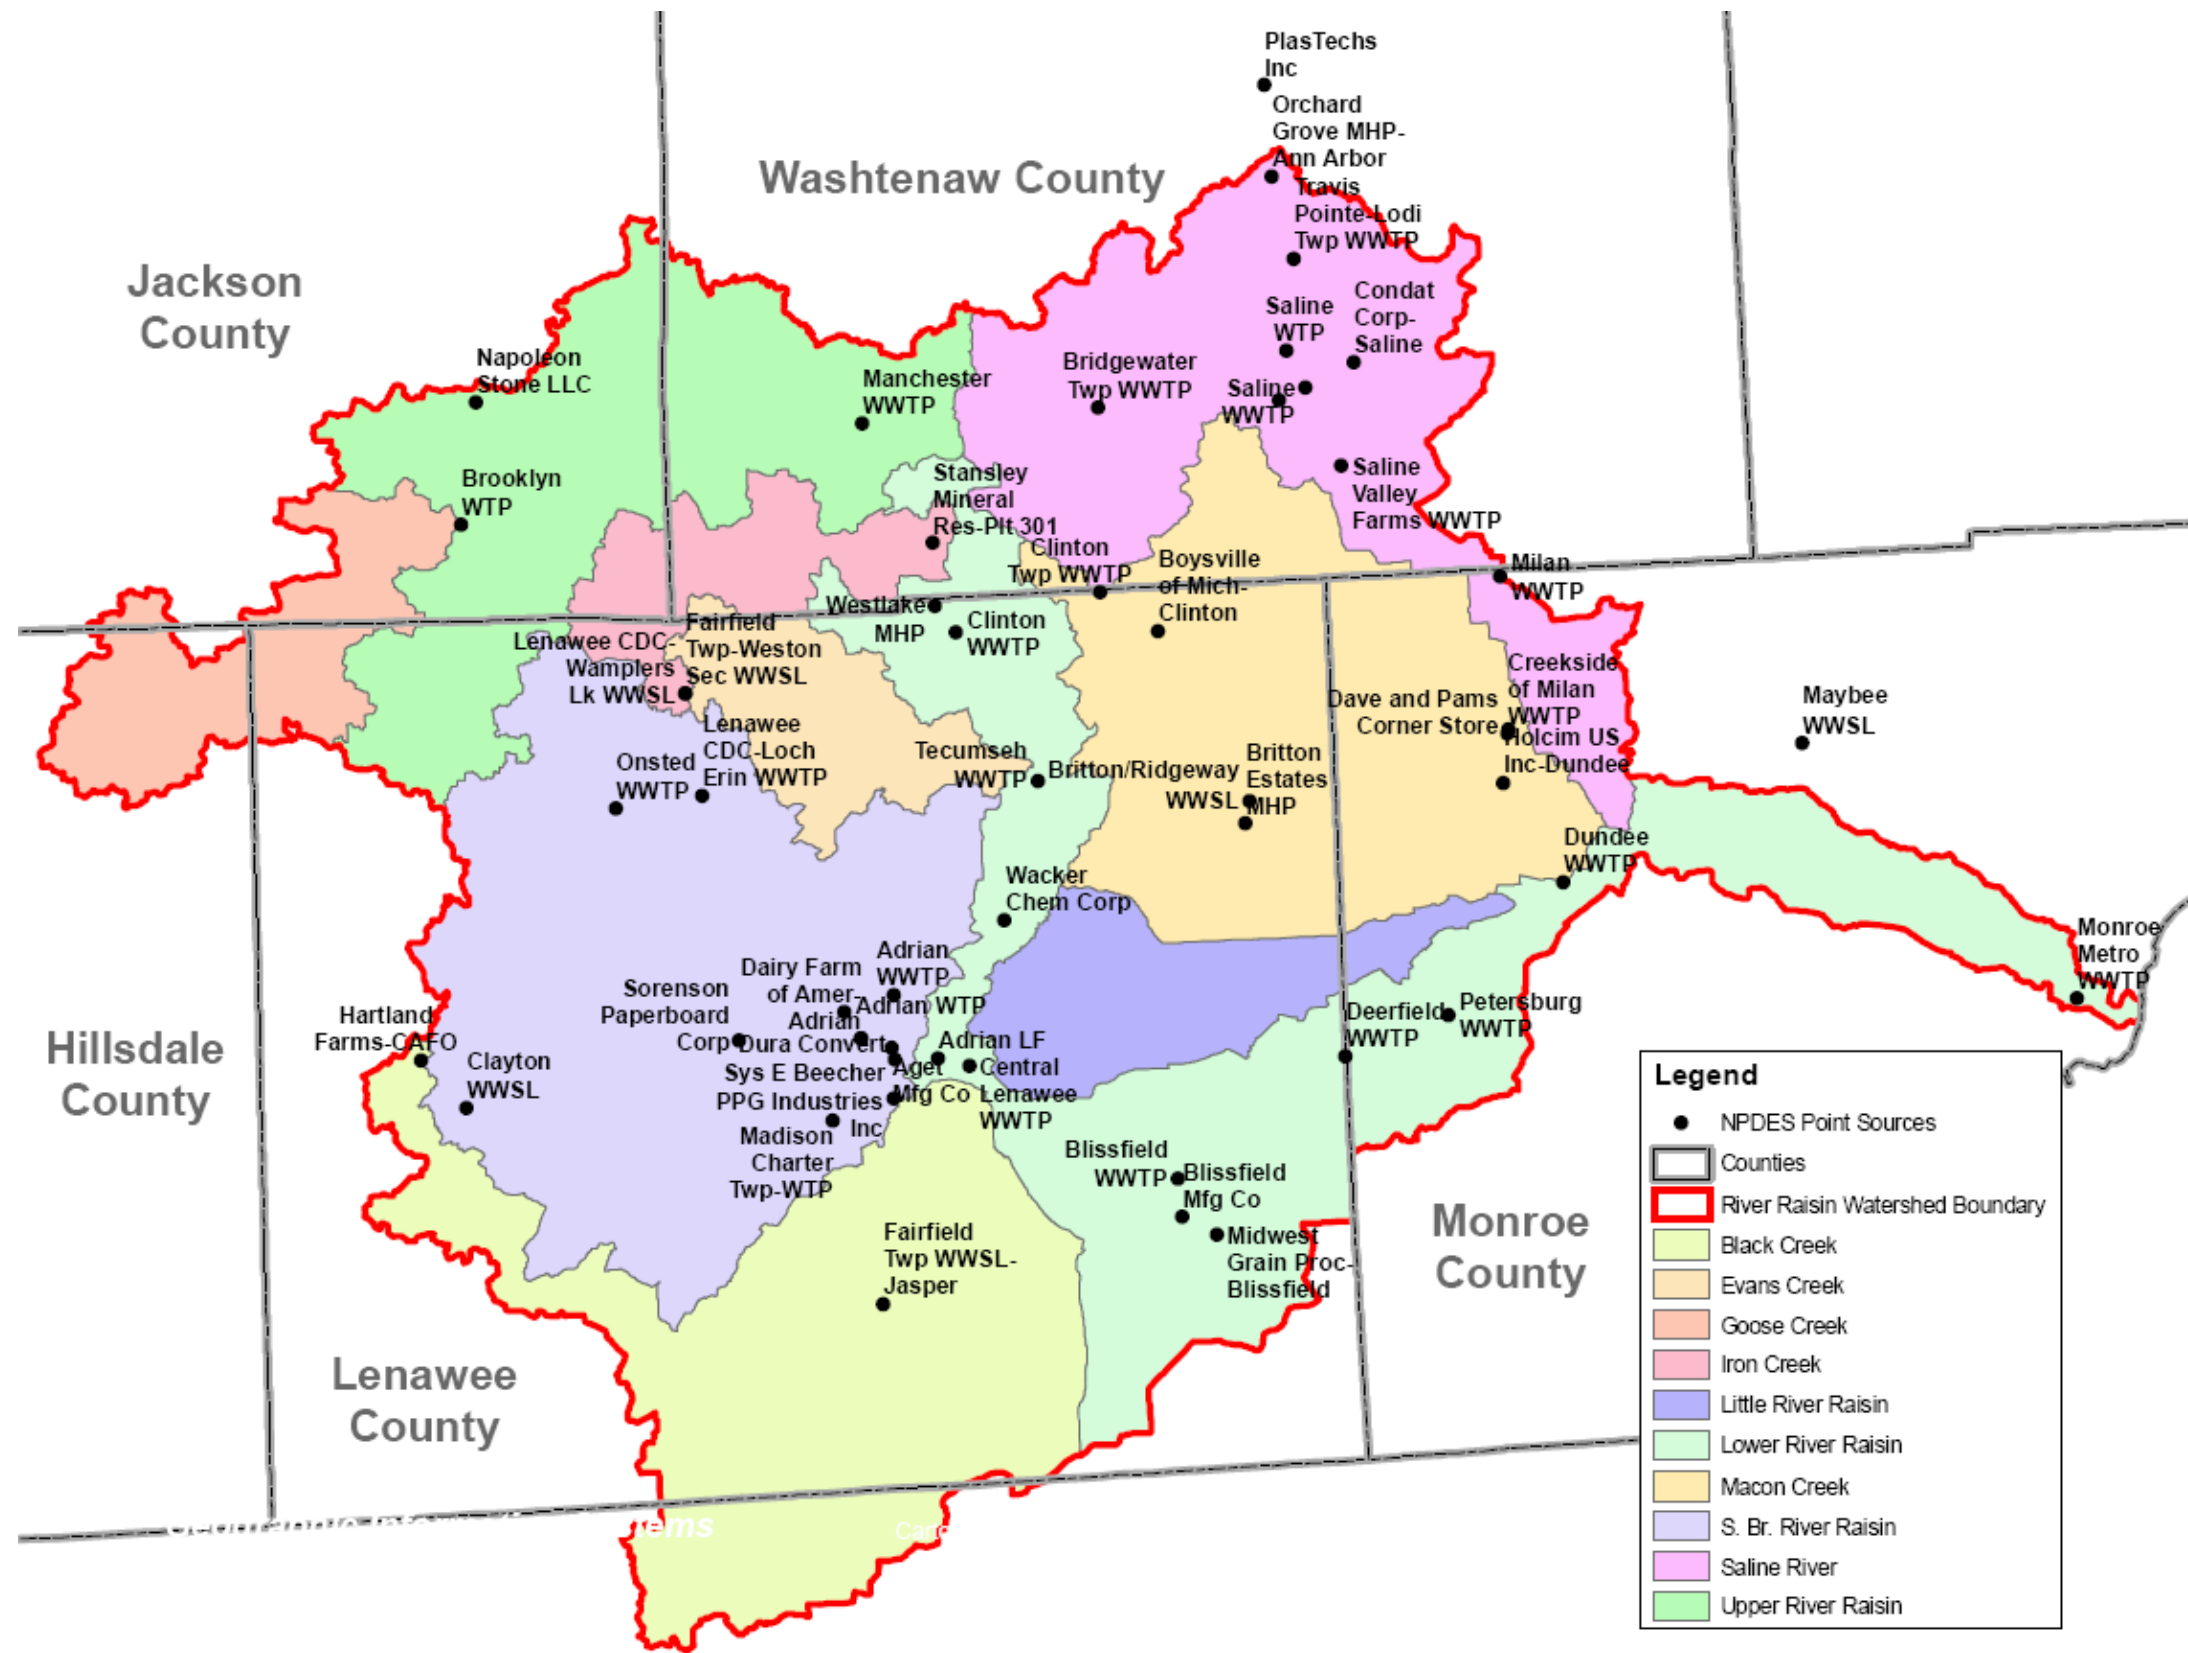 PlasTechs
Inc
Orchard
Grove MHP-
Ann Arbor
Travis
Pointe-Lodi
Twp WWTP
Washtenaw County
Jackson
County
Saline
WTP
Condat
Corp-
Saline
Napoleon
Stone LLC
Manchester
WWTP
Bridgewater
Twp WWTP
Saline
WWTP
Brooklyn
WTP
Stansley
Mineral
Res-Plt 301
Saline
Valley
Farms WWTP
Clinton
Twp WWTP
Boysville
of Mich-
Clinton
Milan
WWTP
Westlake
MHP
Clinton
WWTP
Fairfield
Twp-Weston
Sec WWSL
Lenawee CDC-
Wamplers
Lk WWSL
Creekside
of Milan
WWTP
Dave and Pams
Corner Store
Maybee
WWSL
Lenawee
CDC-Loch
Erin WWTP
Onsted
WWTP
Tecumseh
WWTP
Britton/Ridgeway
WWSL
Britton
Estates
MHP
Holcim US
Inc-Dundee
Dundee
WWTP
Wacker
Chem Corp
Monroe
Metro
WWTP
Adrian
WWTP
Dairy Farm
of Amer-
Adrian
Adrian WTP
Sorenson
Paperboard
Corp
Dura Convert
Sys E Beecher
Adrian LF
Aget
Mfg Co
Central
Lenawee
WWTP
PPG Industries
Inc
Madison
Charter
Twp-WTP
Deerfield
WWTP
Petersburg
WWTP
Hartland
Farms-CAFO
Clayton
WWSL
Hillsdale
County
Blissfield
WWTP
Blissfield
Mfg Co
Midwest
Grain Proc-
Blissfield
Fairfield
Twp WWSL-
Jasper
Monroe
County
Lenawee
County
Legend
NPDES Point Sources
Counties
River Raisin Watershed Boundary
Black Creek
Evans Creek
Goose Creek
Iron Creek
Little River Raisin
Lower River Raisin
Macon Creek
S. Br. River Raisin
Saline River
Upper River Raisin